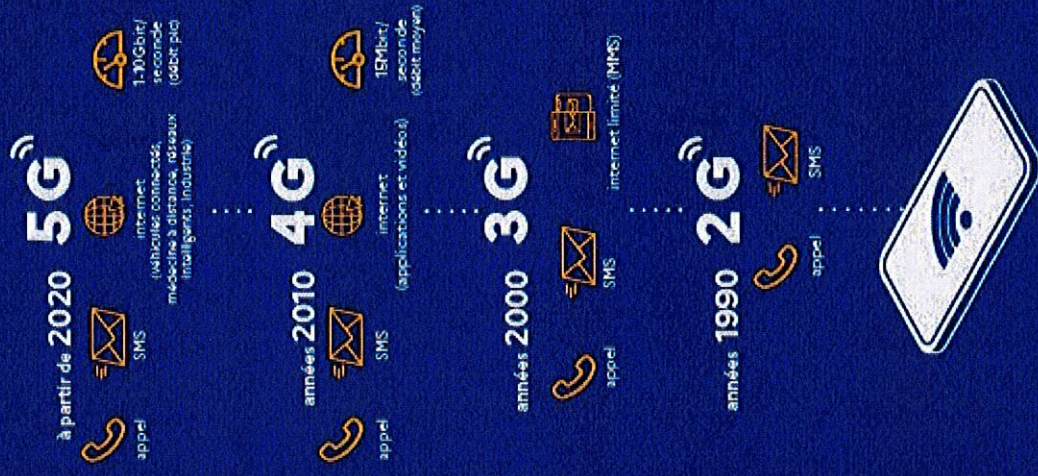 à partir de 2020 5G
appel
SMS
internet
(véhicules connectés,
médecine à distance, réseaux
intelligents, industrie)
1-10Gbit/
seconde
(débit pic)
années 2010 4G
appel
SMS
internet
(applications et vidéos)
15Mbit/
seconde
(débit moyen)
années 2000 3G
appel
SMS
internet limité (MMS)
années 1990 2G
appel
SMS